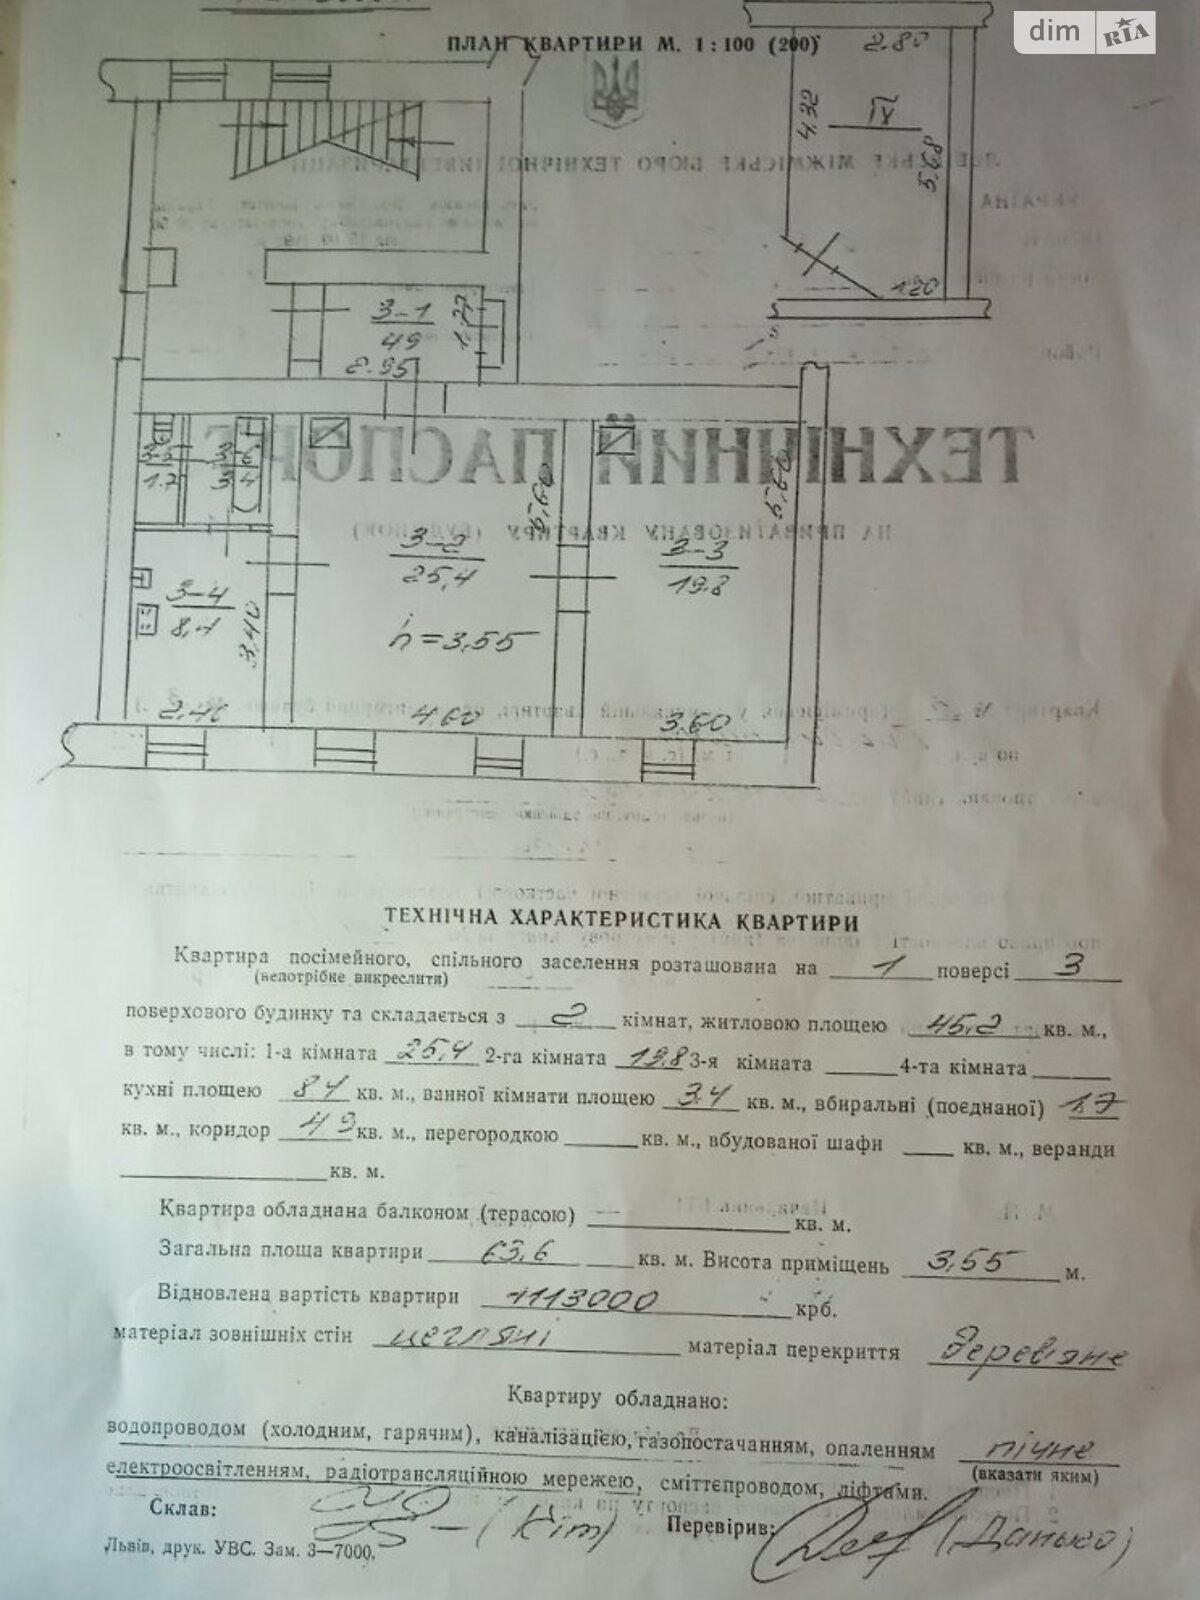 dim RIA
ПЛАН КВАРТИРИ М. 1 : 100 (200)
2.80
4.32
IV
5.68
1.20
3-1
4.9
1.77
2.95
3-5
1.7
3-6
3.4
5,60
5,60
3-2
25,4
3-3
19.8
3-4
8,4
3,40
h=3,55
4.60
3.60
ТЕХНІЧНА ХАРАКТЕРИСТИКА КВАРТИРИ
Квартира посімейного, спільного заселення розташована на 1 поверсі 3
(непотрібне викреслити)
поверхового будинку та складається з 2 кімнат, житловою площею 45,2 кв. м.,
в тому числі: 1-а кімната 25,4 2-га кімната 19,8 3-я кімната 4-та кімната
кухні площею 8.4 кв. м., ванної кімнати площею 3.4 кв. м., вбиральні (поєднаної) 1.7
кв. м., коридор 4.9 кв. м., перегородкою кв. м., вбудованої шафи кв. м., веранди
кв. м.
Квартира обладнана балконом (терасою) — кв. м.
Загальна площа квартири 63,6 кв. м. Висота приміщень 3,55 м.
Відновлена вартість квартири 1113000 крб.
матеріал зовнішніх стін цегляні матеріал перекриття дерев'яне
Квартиру обладнано:
водопроводом (холодним, гарячим), каналізацією, газопостачанням, опаленням пічне
(вказати яким)
електроосвітленням, радіотрансляційною мережею, сміттєпроводом, ліфтами.
Склав: (Кіт) Перевірив: (Данько)
Львів, друк. УВС. Зам. 3—7000.